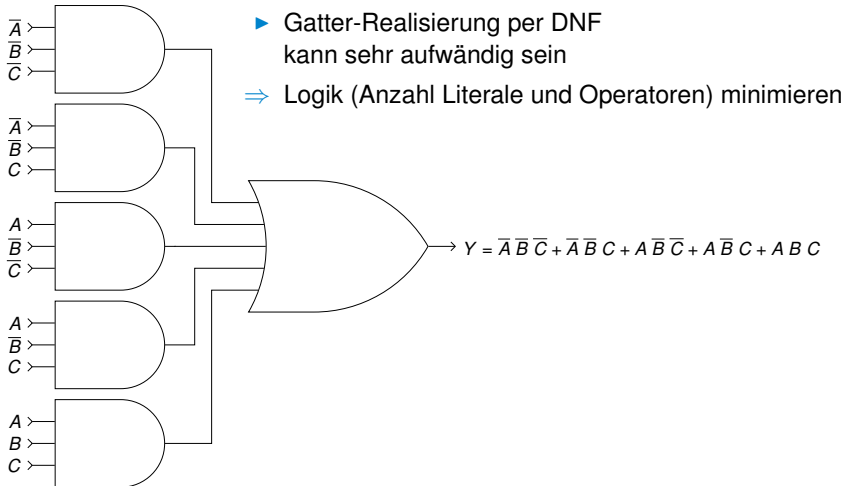 ▶ Gatter-Realisierung per DNF
kann sehr aufwändig sein
⇒ Logik (Anzahl Literale und Operatoren) minimieren
A̅
B̅
C̅
A̅
B̅
C
A
B̅
C̅
A
B̅
C
A
B
C
Y = A̅ B̅ C̅ + A̅ B̅ C + A B̅ C̅ + A B̅ C + A B C